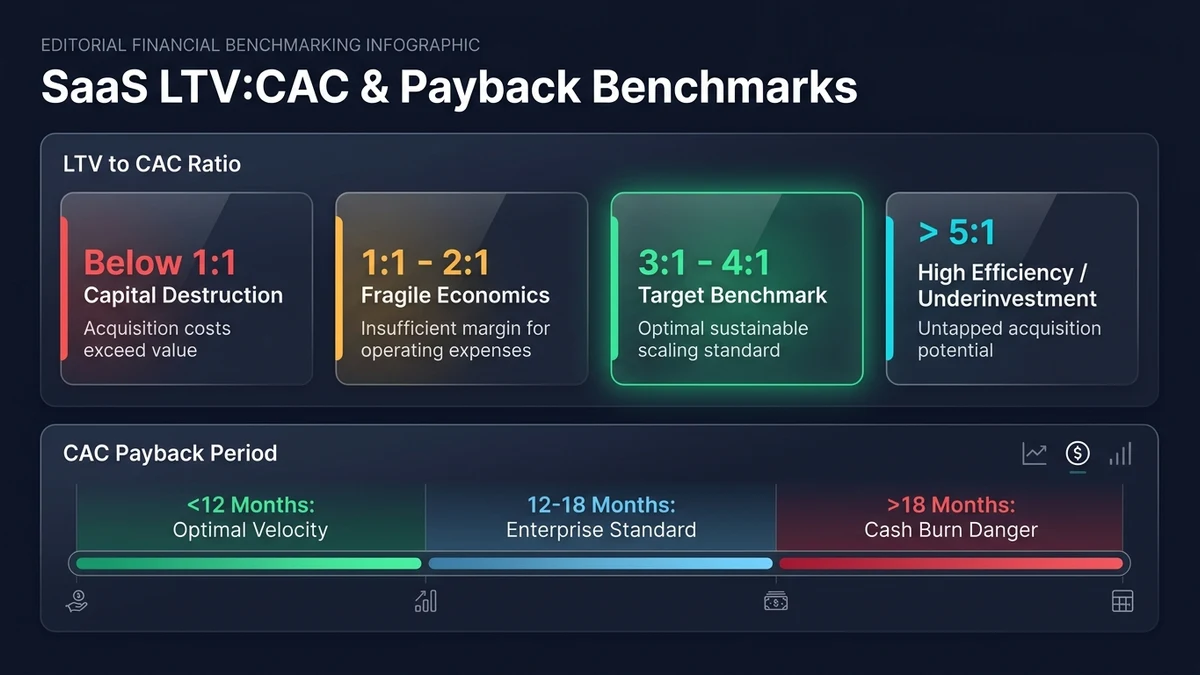 EDITORIAL FINANCIAL BENCHMARKING INFOGRAPHIC
SaaS LTV:CAC & Payback Benchmarks
LTV to CAC Ratio
Below 1:1
Capital Destruction
Acquisition costs
exceed value
1:1 – 2:1
Fragile Economics
Insufficient margin for
operating expenses
3:1 – 4:1
Target Benchmark
Optimal sustainable
scaling standard
> 5:1
High Efficiency /
Underinvestment
Untapped acquisition
potential
CAC Payback Period
$
<12 Months:
Optimal Velocity
12-18 Months:
Enterprise Standard
>18 Months:
Cash Burn Danger
$
$